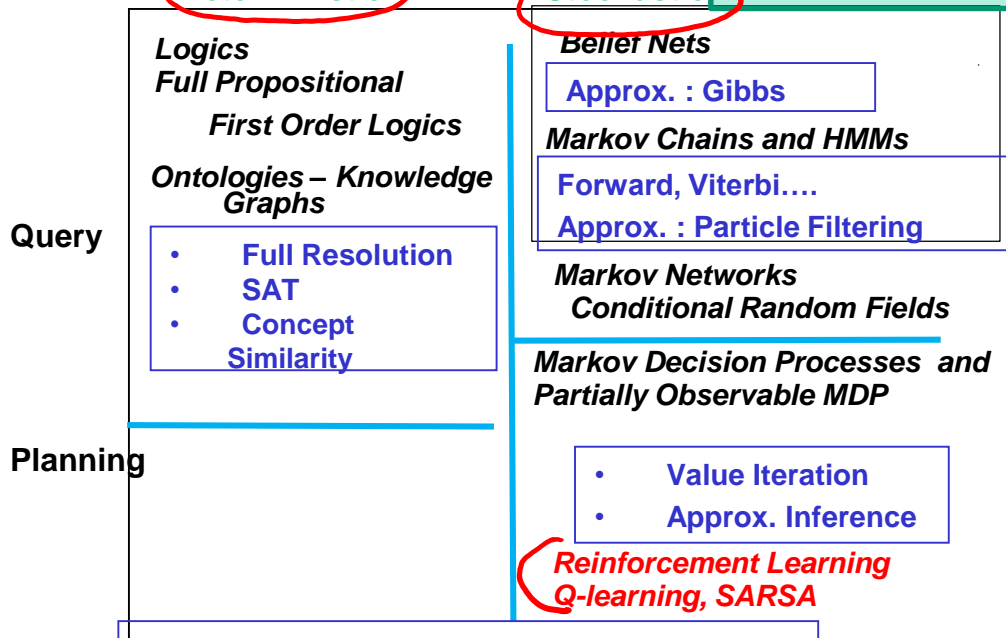 Logics
Full Propositional
First Order Logics
Ontologies – Knowledge
Graphs
Query
• Full Resolution
• SAT
• Concept
Similarity
Planning
Belief Nets
Approx. : Gibbs
Markov Chains and HMMs
Forward, Viterbi….
Approx. : Particle Filtering
Markov Networks
Conditional Random Fields
Markov Decision Processes and
Partially Observable MDP
• Value Iteration
• Approx. Inference
Reinforcement Learning
Q-learning, SARSA